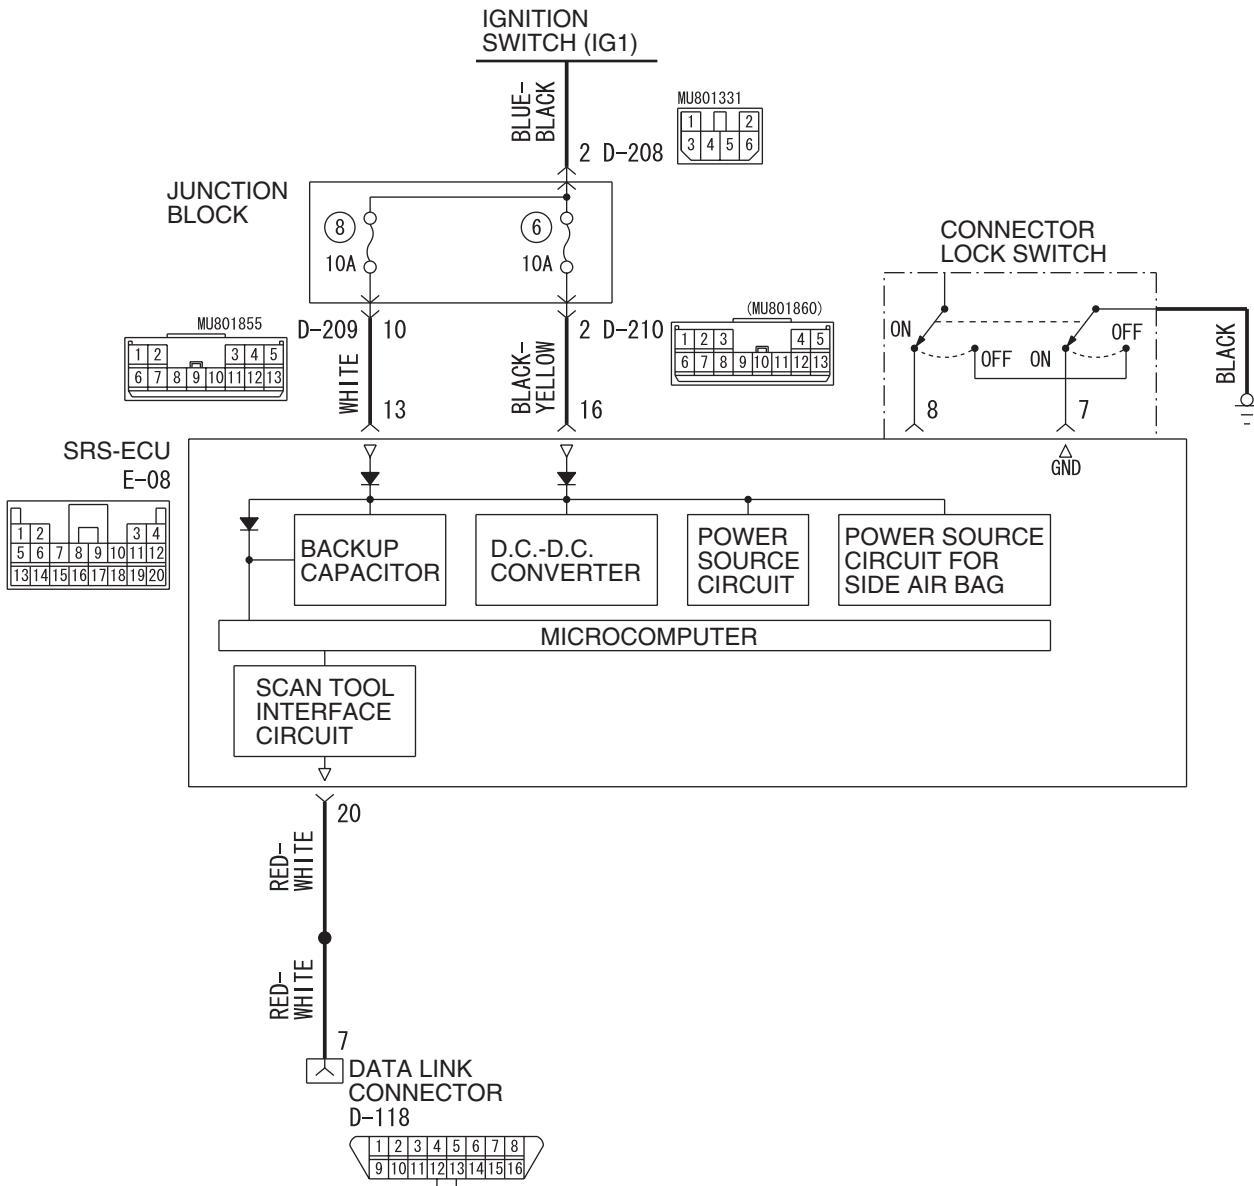 IGNITION
SWITCH (IG1)
BLUE-
BLACK
MU801331
1 2
3 4 5 6
2 D-208
JUNCTION
BLOCK
8
10A
6
10A
CONNECTOR
LOCK SWITCH
ON
OFF
ON
OFF
BLACK
MU801855
1 2 3 4 5
6 7 8 9 10 11 12 13
D-209 10
2 D-210
(MU801860)
1 2 3 4 5
6 7 8 9 10 11 12 13
WHITE
13
BLACK-
YELLOW
16
8
7
GND
SRS-ECU
E-08
1 2 3 4
5 6 7 8 9 10 11 12
13 14 15 16 17 18 19 20
BACKUP
CAPACITOR
D.C.-D.C.
CONVERTER
POWER
SOURCE
CIRCUIT
POWER SOURCE
CIRCUIT FOR
SIDE AIR BAG
MICROCOMPUTER
SCAN TOOL
INTERFACE
CIRCUIT
20
RED-
WHITE
RED-
WHITE
7
DATA LINK
CONNECTOR
D-118
1 2 3 4 5 6 7 8
9 10 11 12 13 14 15 16